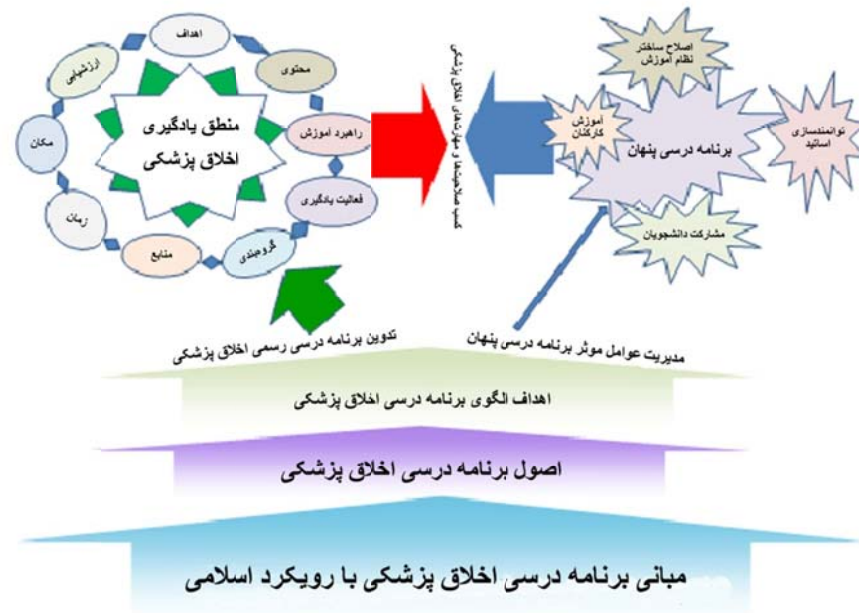 اهداف
محتوی
راهبرد آموزش
فعالیت یادگیری
گروه‌بندی
منابع
زمان
مکان
ارزشیابی
منطق یادگیری
اخلاق پزشکی
کسب صلاحیت‌ها و مهارت‌های اخلاق پزشکی
اصلاح ساختار
نظام آموزش
آموزش
کارکنان
برنامه درسی پنهان
توانمندسازی
اساتید
مشارکت دانشجویان
مدیریت عوامل موثر برنامه درسی پنهان
تدوین برنامه درسی رسمی اخلاق پزشکی
اهداف الگوی برنامه درسی اخلاق پزشکی
اصول برنامه درسی اخلاق پزشکی
مبانی برنامه درسی اخلاق پزشکی با رویکرد اسلامی